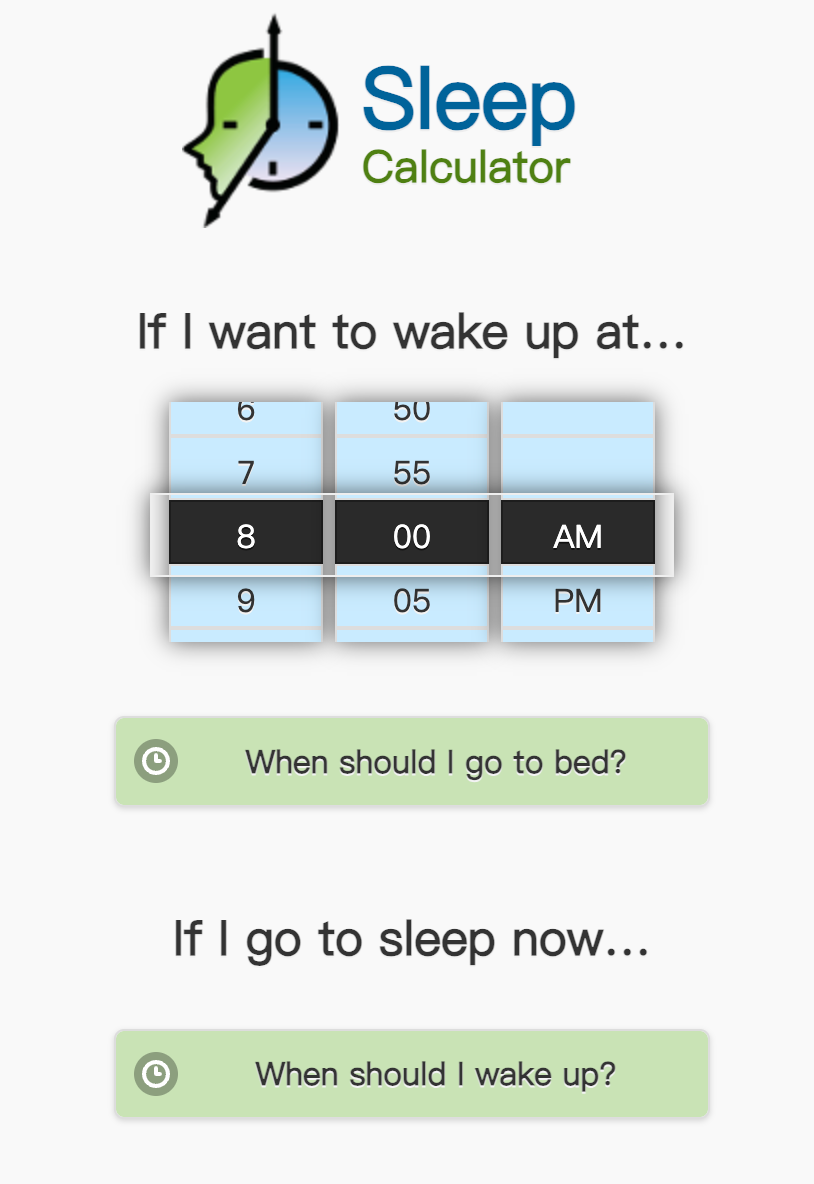 Sleep
Calculator
If I want to wake up at...
6 50
7 55
8 00 AM
9 05 PM
When should I go to bed?
If I go to sleep now...
When should I wake up?